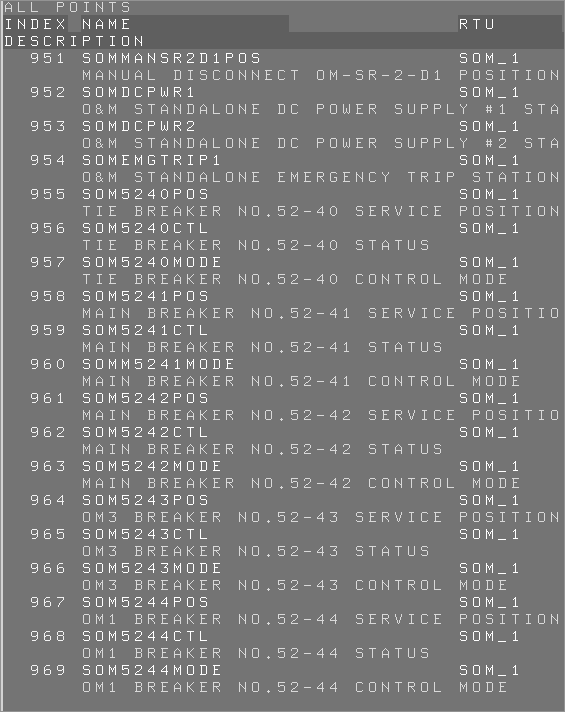 ALL POINTS
INDEX NAME RTU
DESCRIPTION
951 SOMMANSR2D1POS SOM_1
MANUAL DISCONNECT OM-SR-2-D1 POSITION
952 SOMDCPWR1 SOM_1
O&M STANDALONE DC POWER SUPPLY #1 STA
953 SOMDCPWR2 SOM_1
O&M STANDALONE DC POWER SUPPLY #2 STA
954 SOMEMGTRIP1 SOM_1
O&M STANDALONE EMERGENCY TRIP STATION
955 SOM5240POS SOM_1
TIE BREAKER NO.52-40 SERVICE POSITION
956 SOM5240CTL SOM_1
TIE BREAKER NO.52-40 STATUS
957 SOM5240MODE SOM_1
TIE BREAKER NO.52-40 CONTROL MODE
958 SOM5241POS SOM_1
MAIN BREAKER NO.52-41 SERVICE POSITIO
959 SOM5241CTL SOM_1
MAIN BREAKER NO.52-41 STATUS
960 SOMM5241MODE SOM_1
MAIN BREAKER NO.52-41 CONTROL MODE
961 SOM5242POS SOM_1
MAIN BREAKER NO.52-42 SERVICE POSITIO
962 SOM5242CTL SOM_1
MAIN BREAKER NO.52-42 STATUS
963 SOM5242MODE SOM_1
MAIN BREAKER NO.52-42 CONTROL MODE
964 SOM5243POS SOM_1
OM3 BREAKER NO.52-43 SERVICE POSITION
965 SOM5243CTL SOM_1
OM3 BREAKER NO.52-43 STATUS
966 SOM5243MODE SOM_1
OM3 BREAKER NO.52-43 CONTROL MODE
967 SOM5244POS SOM_1
OM1 BREAKER NO.52-44 SERVICE POSITION
968 SOM5244CTL SOM_1
OM1 BREAKER NO.52-44 STATUS
969 SOM5244MODE SOM_1
OM1 BREAKER NO.52-44 CONTROL MODE